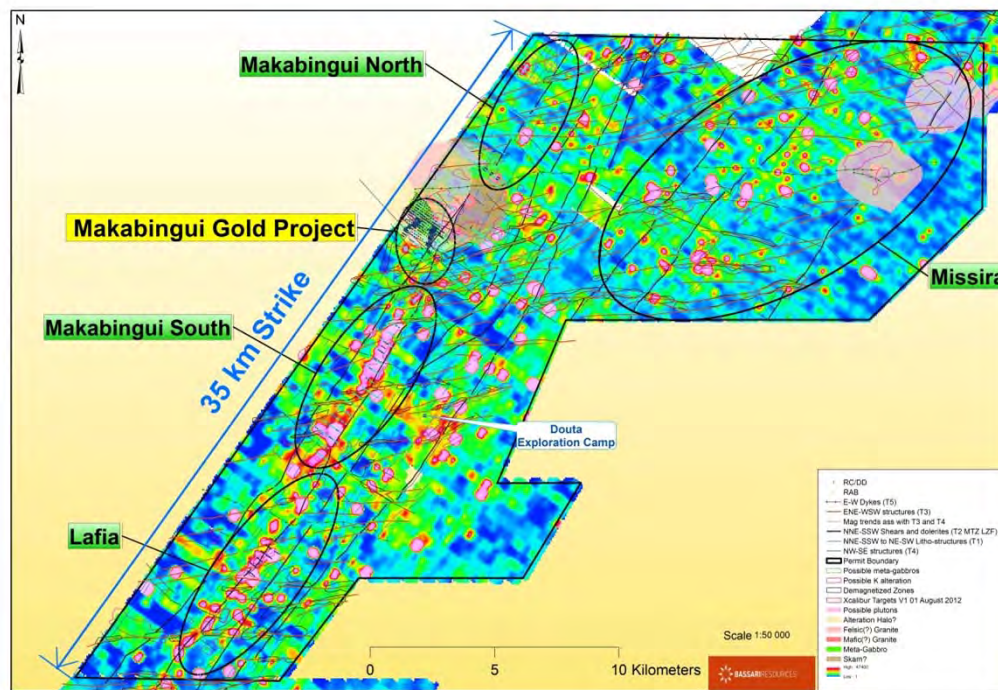 N
Makabingui North
Makabingui Gold Project
Missira
Makabingui South
35 km Strike
Douta
Exploration Camp
Lafia
Scale 1:50 000
0 5 10 Kilometers
BASSARI RESOURCES
RC/DD
RAB
E-W Dykes (T5)
ENE-WSW structures (T3)
Mag trends ass with T3 and T4
NNE-SSW Shears and dolerites (T2 MTZ LZF)
NNE-SSW to NE-SW Litho-structures (T1)
NW-SE structures (T4)
Permit Boundary
Possible meta-gabbros
Possible K alteration
Demagnetized Zones
Xcalibur Targets V1 01 August 2012
Possible plutons
Alteration Halo?
Felsic(?) Granite
Mafic(?) Granite
Meta-Gabbro
Skarn?
Low : 1